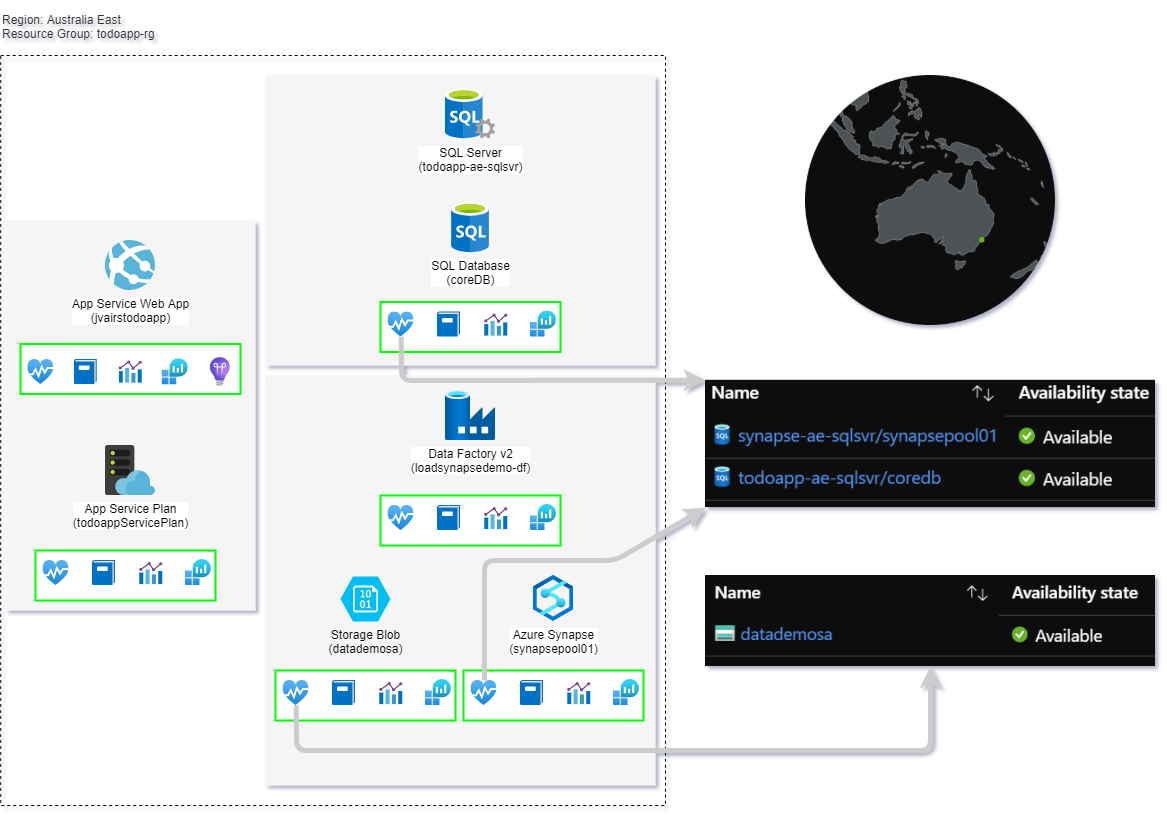 Region: Australia East
Resource Group: todoapp-rg
SQL
SQL Server
(todoapp-ae-sqlsvr)
SQL
SQL Database
(coreDB)
App Service Web App
(jvairstodoapp)
App Service Plan
(todoappServicePlan)
Data Factory v2
(loadsynapsedemo-df)
10
01
Storage Blob
(datademosa)
Azure Synapse
(synapsepool01)
Name Availability state
SQL synapse-ae-sqlsvr/synapsepool01 Available
SQL todoapp-ae-sqlsvr/coredb Available
Name Availability state
datademosa Available